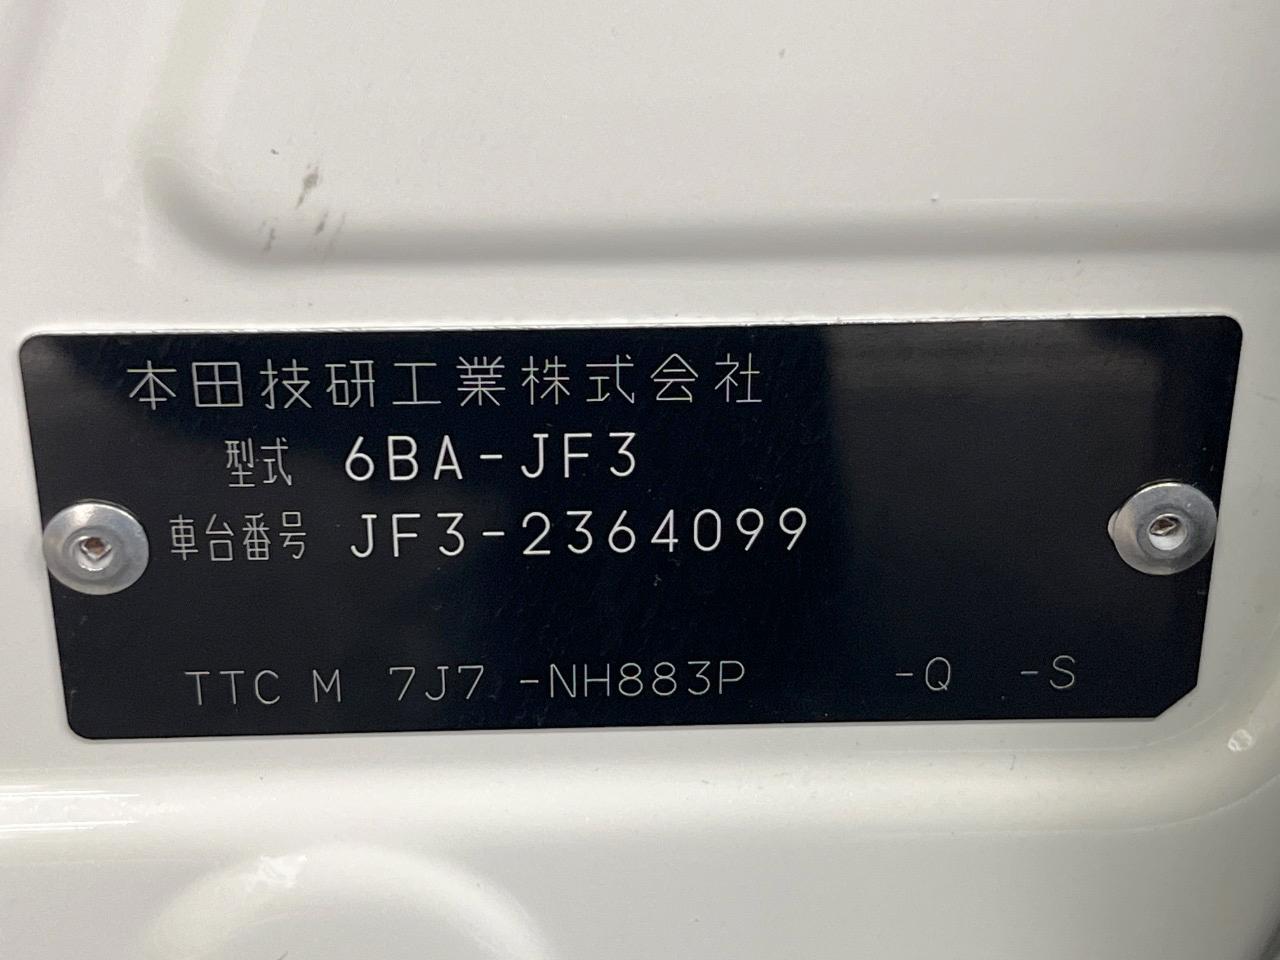 本田技研工業株式会社
型式 6BA-JF3
車台番号 JF3-2364099
TTC M 7J7 -NH883P -Q -S